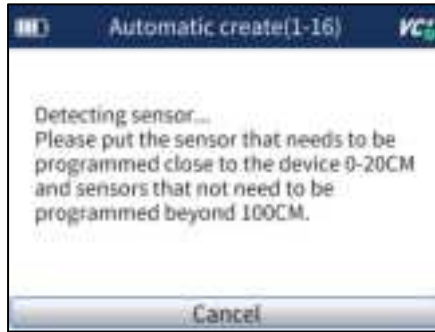 Automatic create(1-16)
Detecting sensor...
Please put the sensor that needs to be
programmed close to the device 0-20CM
and sensors that not need to be
programmed beyond 100CM.
Cancel